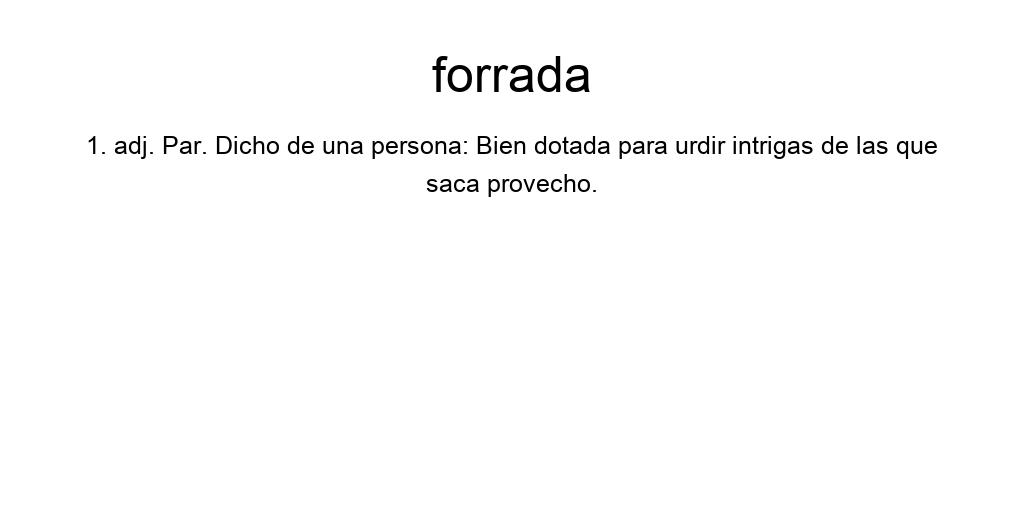 forrada
1. adj. Par. Dicho de una persona: Bien dotada para urdir intrigas de las que
saca provecho.